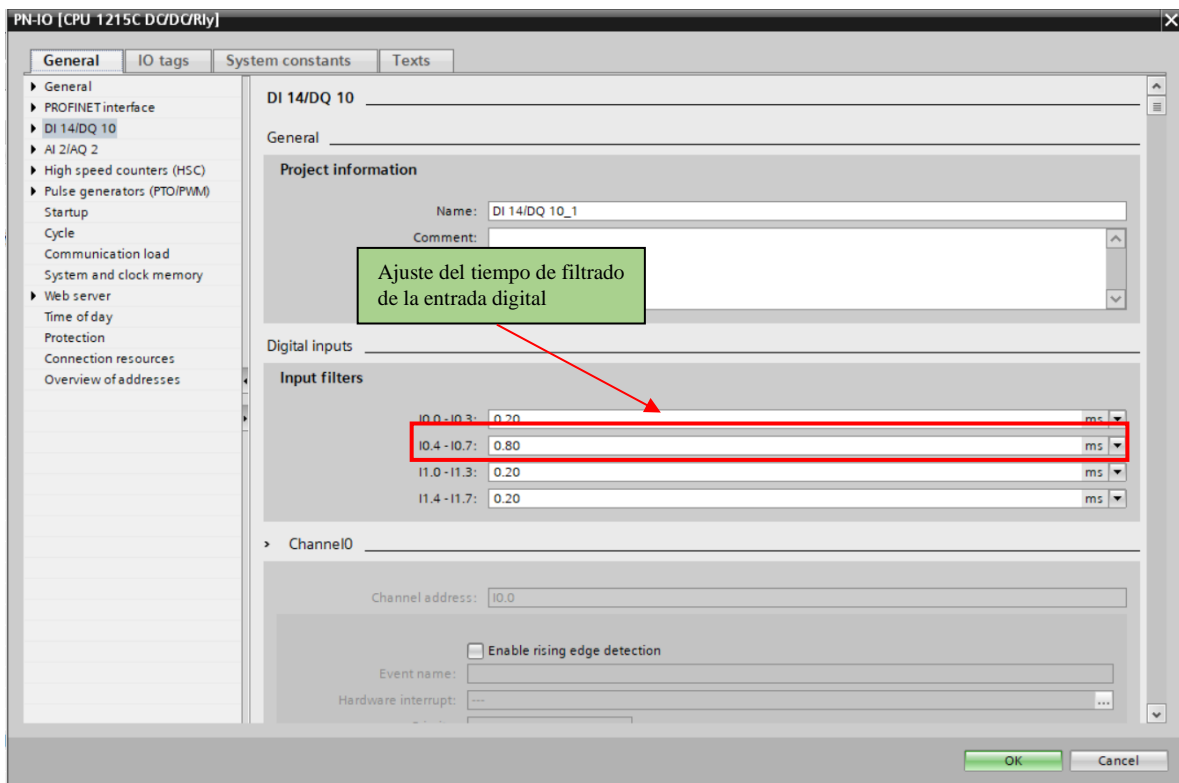 PN-IO [CPU 1215C DC/DC/Rly]
General
IO tags
System constants
Texts
General
PROFINET interface
DI 14/DQ 10
AI 2/AQ 2
High speed counters (HSC)
Pulse generators (PTO/PWM)
Startup
Cycle
Communication load
System and clock memory
Web server
Time of day
Protection
Connection resources
Overview of addresses
DI 14/DQ 10
General
Project information
Name: DI 14/DQ 10_1
Comment:
Ajuste del tiempo de filtrado
de la entrada digital
Digital inputs
Input filters
I0.0 - I0.3: 0.20 ms
I0.4 - I0.7: 0.80 ms
I1.0 - I1.3: 0.20 ms
I1.4 - I1.7: 0.20 ms
Channel0
Channel address: I0.0
Enable rising edge detection
Event name:
Hardware interrupt: --- ...
OK
Cancel